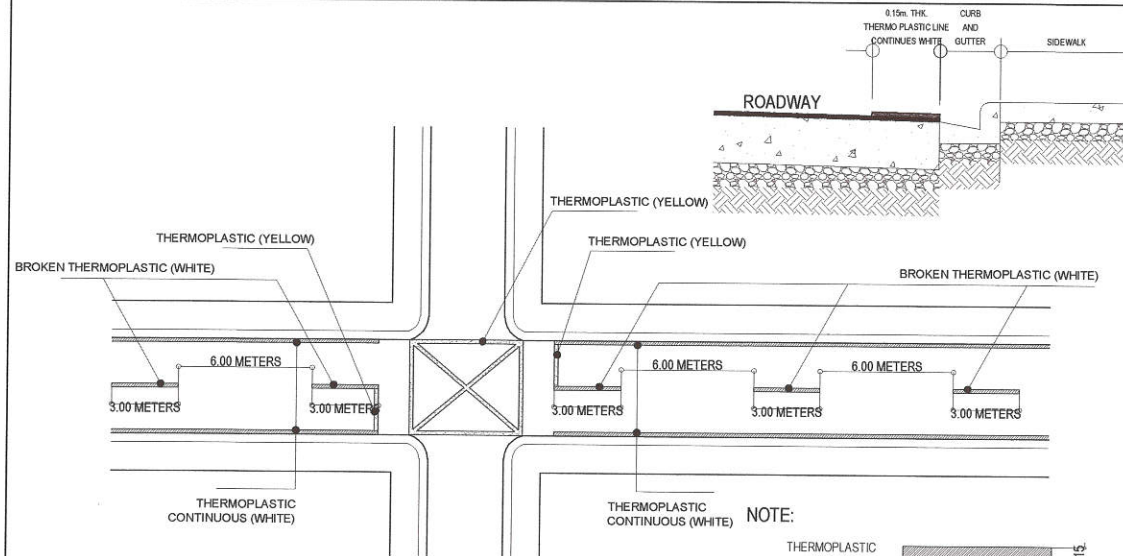 0.15m. THK.
THERMO PLASTIC LINE
CONTINUES WHITE
CURB
AND
GUTTER
SIDEWALK
ROADWAY
THERMOPLASTIC (YELLOW)
THERMOPLASTIC (YELLOW)
THERMOPLASTIC (YELLOW)
BROKEN THERMOPLASTIC (WHITE)
BROKEN THERMOPLASTIC (WHITE)
6.00 METERS
6.00 METERS
6.00 METERS
3.00 METERS
3.00 METERS
3.00 METERS
3.00 METERS
3.00 METERS
THERMOPLASTIC
CONTINUOUS (WHITE)
THERMOPLASTIC
CONTINUOUS (WHITE)
NOTE:
THERMOPLASTIC
15